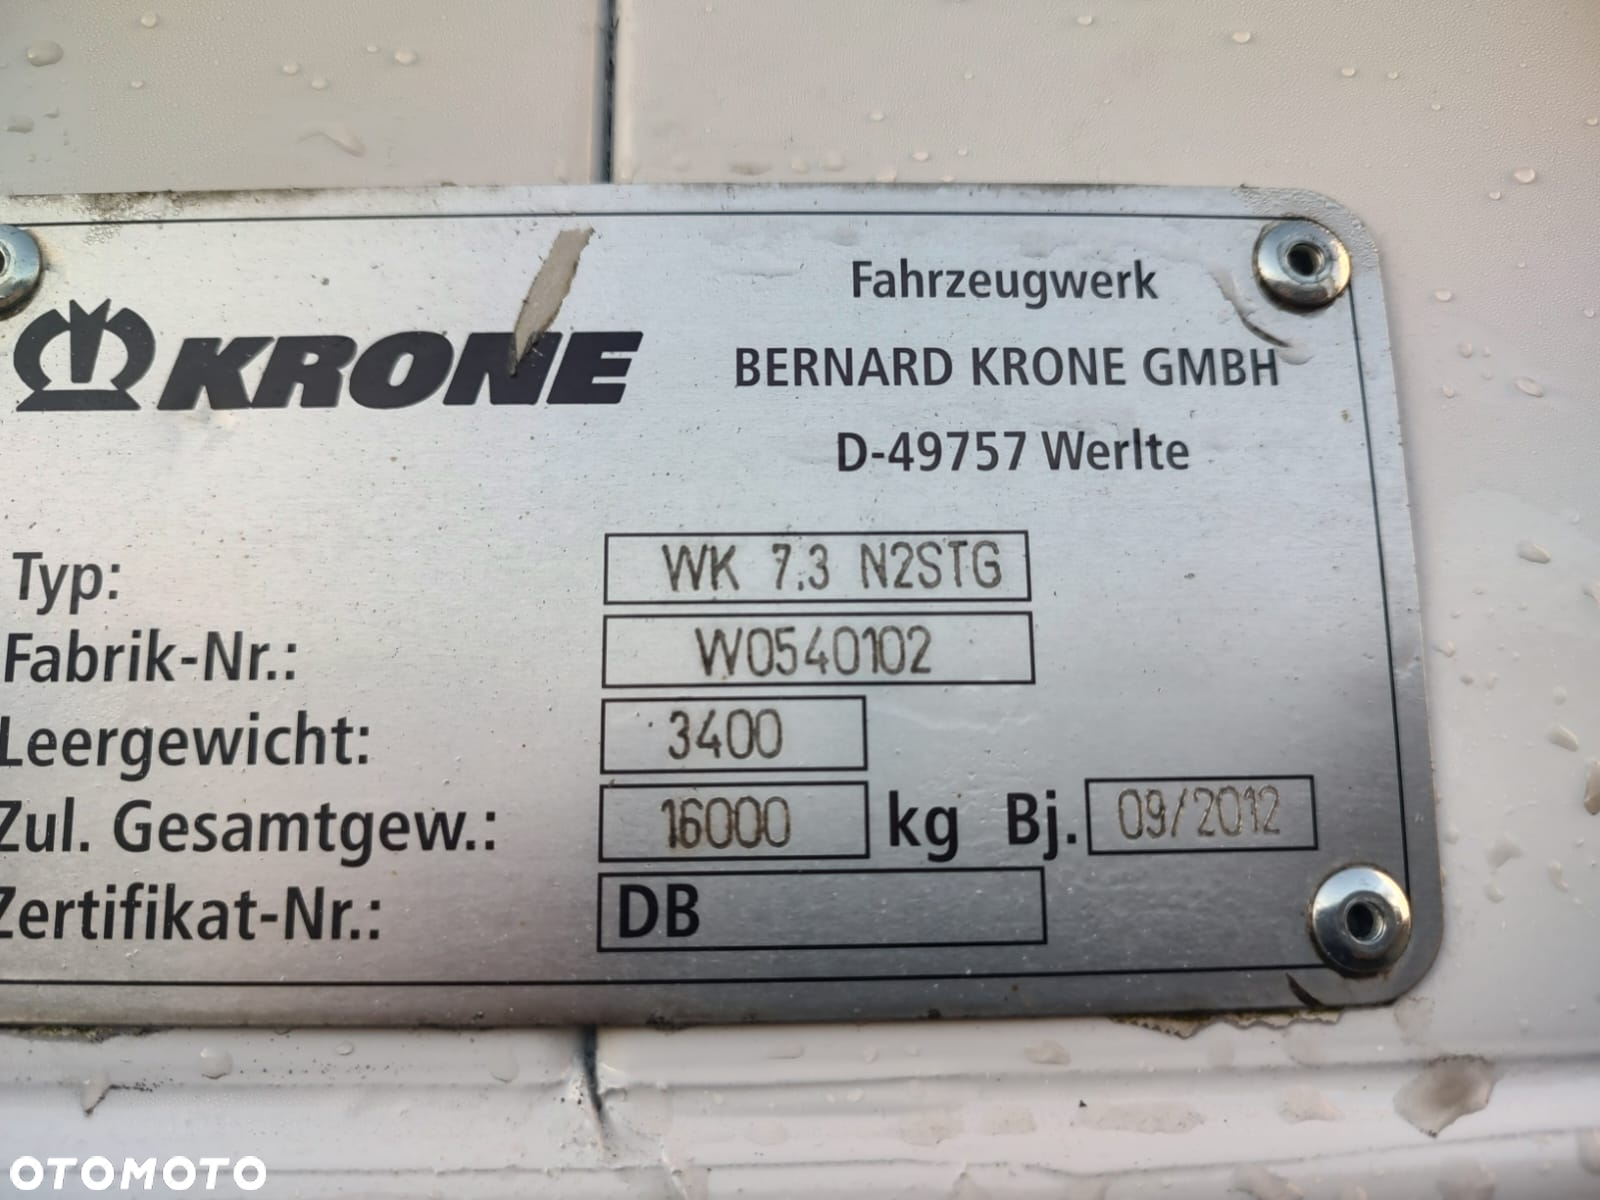 KRONE
Fahrzeugwerk
BERNARD KRONE GMBH
D-49757 Werlte
Typ: WK 7.3 N2STG
Fabrik-Nr.: W0540102
Leergewicht: 3400
Zul. Gesamtgew.: 16000 kg Bj. 09/2012
Zertifikat-Nr.: DB
OTOMOTO